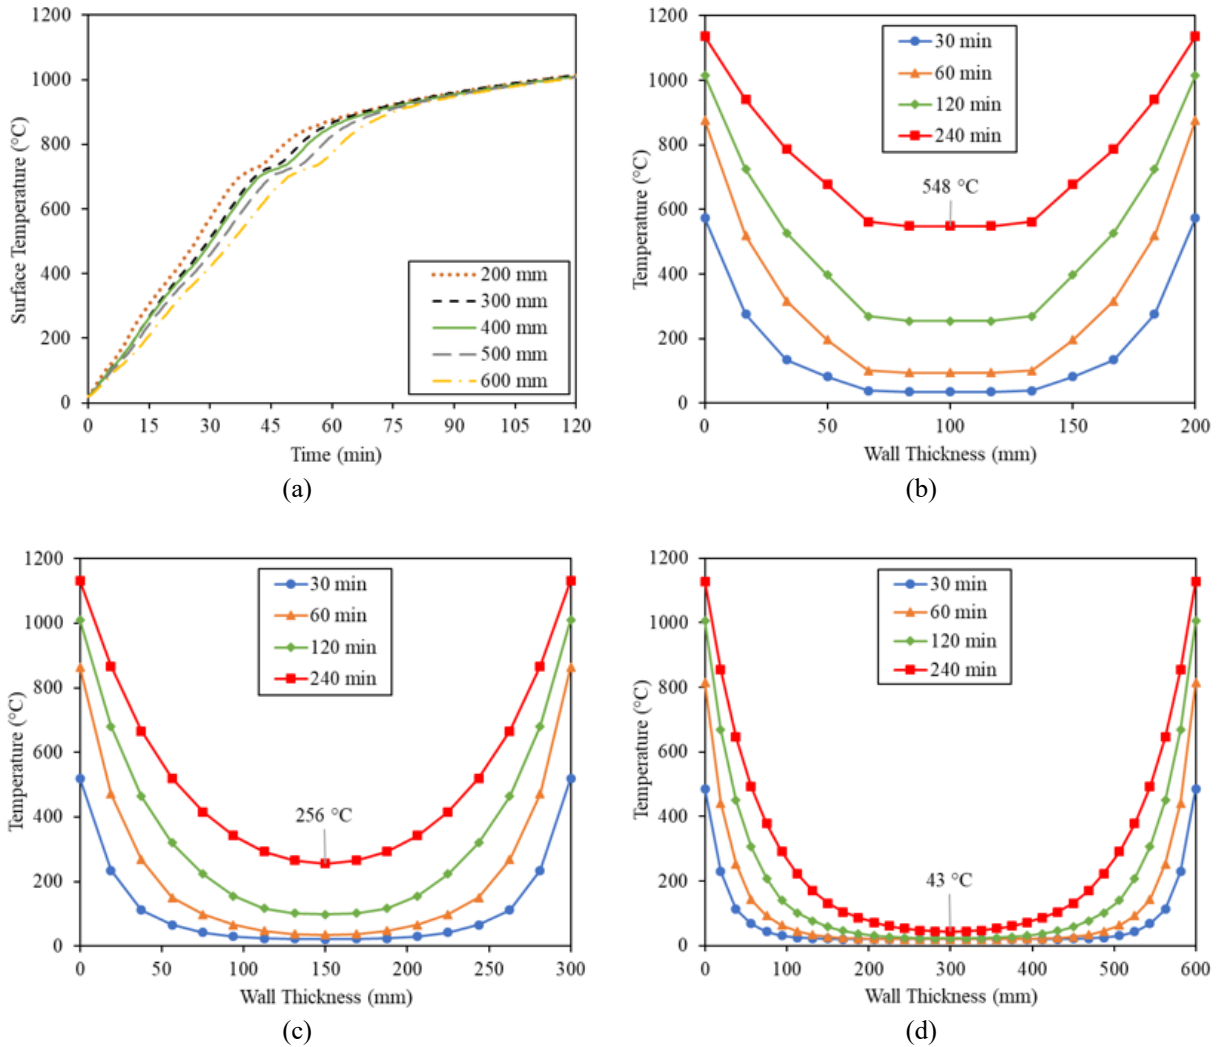 1200
1000
800
600
400
200
0
Surface Temperature (°C)
200 mm
300 mm
400 mm
500 mm
600 mm
0 15 30 45 60 75 90 105 120
Time (min)
(a)
1200
1000
800
600
400
200
0
Temperature (°C)
30 min
60 min
120 min
240 min
548 °C
0 50 100 150 200
Wall Thickness (mm)
(b)
1200
1000
800
600
400
200
0
Temperature (°C)
30 min
60 min
120 min
240 min
256 °C
0 50 100 150 200 250 300
Wall Thickness (mm)
(c)
1200
1000
800
600
400
200
0
Temperature (°C)
30 min
60 min
120 min
240 min
43 °C
0 100 200 300 400 500 600
Wall Thickness (mm)
(d)